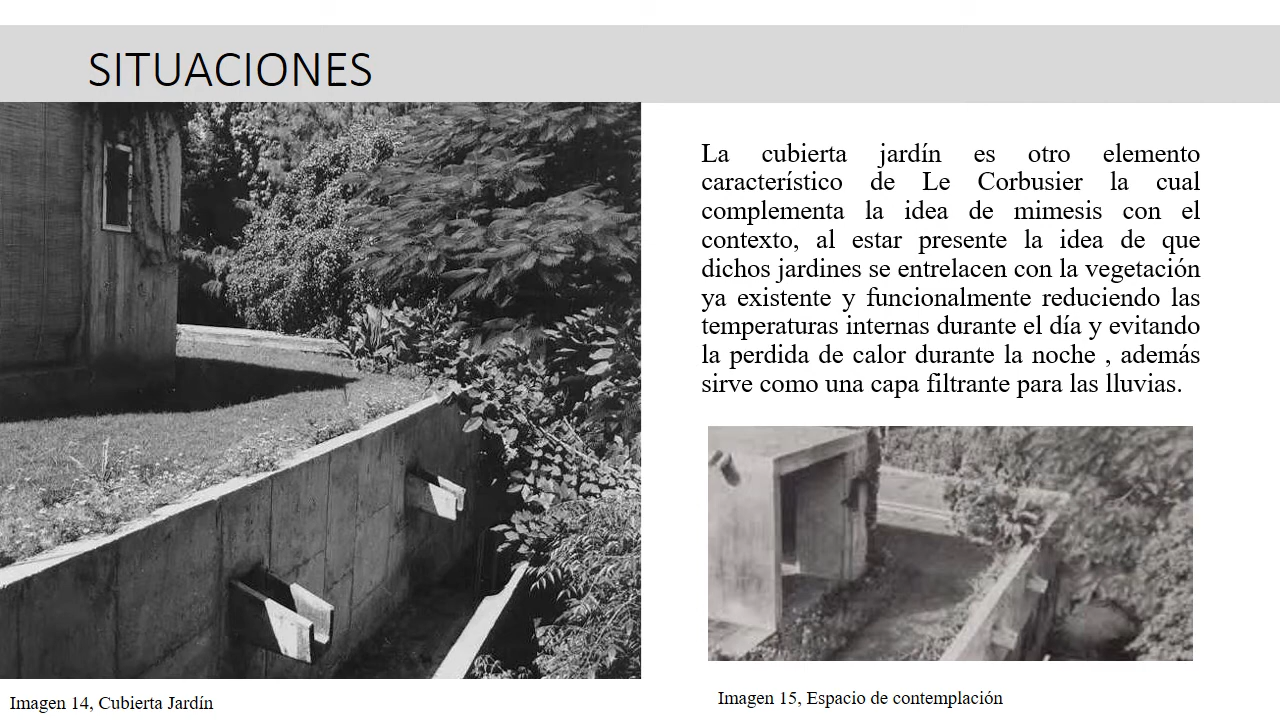 SITUACIONES
La cubierta jardín es otro elemento
característico de Le Corbusier la cual
complementa la idea de mimesis con el
contexto, al estar presente la idea de que
dichos jardines se entrelacen con la vegetación
ya existente y funcionalmente reduciendo las
temperaturas internas durante el día y evitando
la perdida de calor durante la noche , además
sirve como una capa filtrante para las lluvias.
Imagen 14, Cubierta Jardín
Imagen 15, Espacio de contemplación